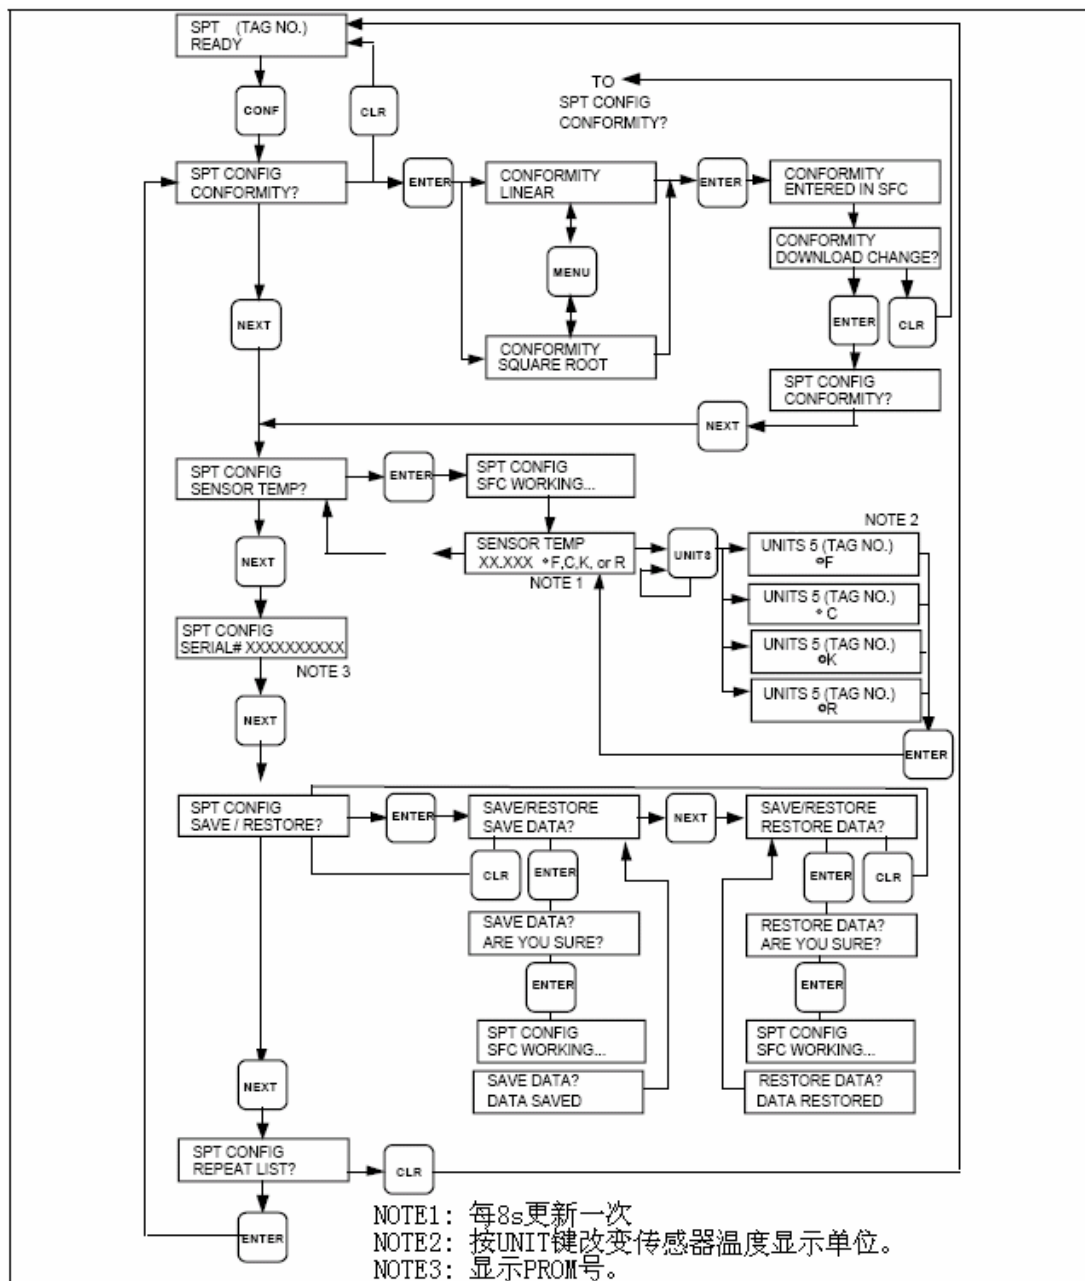 SPT (TAG NO.)
READY
CONF
CLR
TO
SPT CONFIG
CONFORMITY?
SPT CONFIG
CONFORMITY?
ENTER
CONFORMITY
LINEAR
ENTER
CONFORMITY
ENTERED IN SFC
CONFORMITY
DOWNLOAD CHANGE?
MENU
NEXT
ENTER
CLR
CONFORMITY
SQUARE ROOT
SPT CONFIG
CONFORMITY?
NEXT
SPT CONFIG
SENSOR TEMP?
ENTER
SPT CONFIG
SFC WORKING...
NOTE 2
NEXT
SENSOR TEMP
XX.XXX °F,C,K, or R
NOTE 1
UNITS
UNITS 5 (TAG NO.)
°F
UNITS 5 (TAG NO.)
° C
UNITS 5 (TAG NO.)
°K
UNITS 5 (TAG NO.)
°R
SPT CONFIG
SERIAL# XXXXXXXXXX
NOTE 3
NEXT
ENTER
SPT CONFIG
SAVE / RESTORE?
ENTER
SAVE/RESTORE
SAVE DATA?
NEXT
SAVE/RESTORE
RESTORE DATA?
CLR
ENTER
ENTER
CLR
SAVE DATA?
ARE YOU SURE?
RESTORE DATA?
ARE YOU SURE?
ENTER
ENTER
SPT CONFIG
SFC WORKING...
SPT CONFIG
SFC WORKING...
NEXT
SAVE DATA?
DATA SAVED
RESTORE DATA?
DATA RESTORED
SPT CONFIG
REPEAT LIST?
CLR
ENTER
NOTE1: 每8s更新一次
NOTE2: 按UNIT键改变传感器温度显示单位。
NOTE3: 显示PROM号。